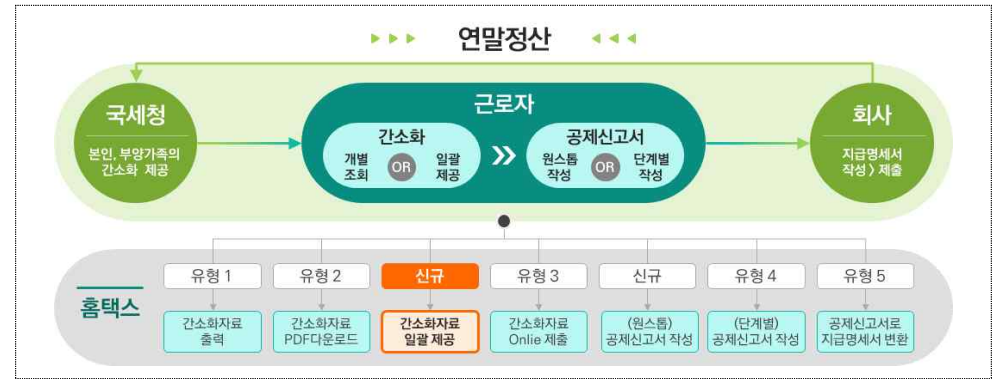 연말정산
국세청
본인, 부양가족의
간소화 제공
근로자
간소화
개별
조회
OR
일괄
제공
공제신고서
원스톱
작성
OR
단계별
작성
회사
지급명세서
작성 > 제출
홈택스
유형 1
유형 2
신규
유형 3
신규
유형 4
유형 5
간소화자료
출력
간소화자료
PDF다운로드
간소화자료
일괄 제공
간소화자료
Onlie 제출
(원스톱)
공제신고서 작성
(단계별)
공제신고서 작성
공제신고서로
지급명세서 변환